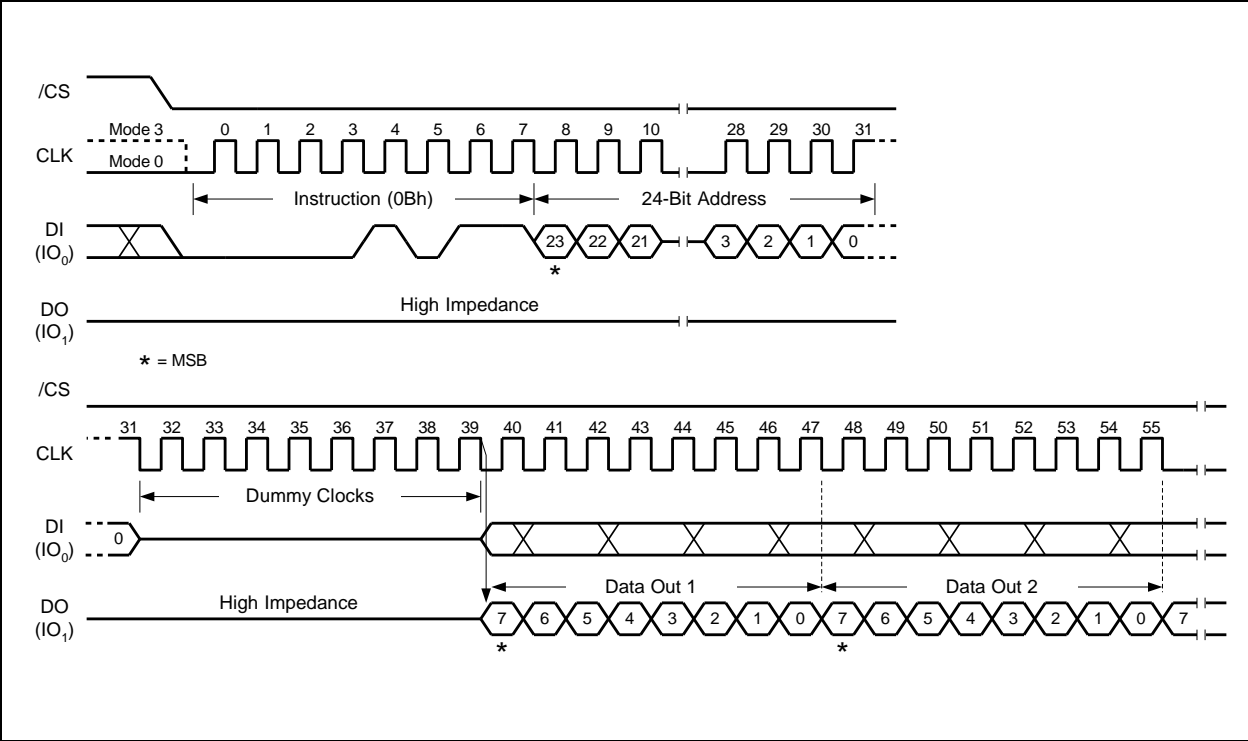 /CS
Mode 3
0 1 2 3 4 5 6 7 8 9 10 28 29 30 31
CLK
Mode 0
Instruction (0Bh) 24-Bit Address
DI
(IO0)
23 22 21 3 2 1 0
*
High Impedance
DO
(IO1)
* = MSB
/CS
31 32 33 34 35 36 37 38 39 40 41 42 43 44 45 46 47 48 49 50 51 52 53 54 55
CLK
Dummy Clocks
DI
(IO0)
0
Data Out 1 Data Out 2
High Impedance
DO
(IO1)
7 6 5 4 3 2 1 0 7 6 5 4 3 2 1 0 7
* *